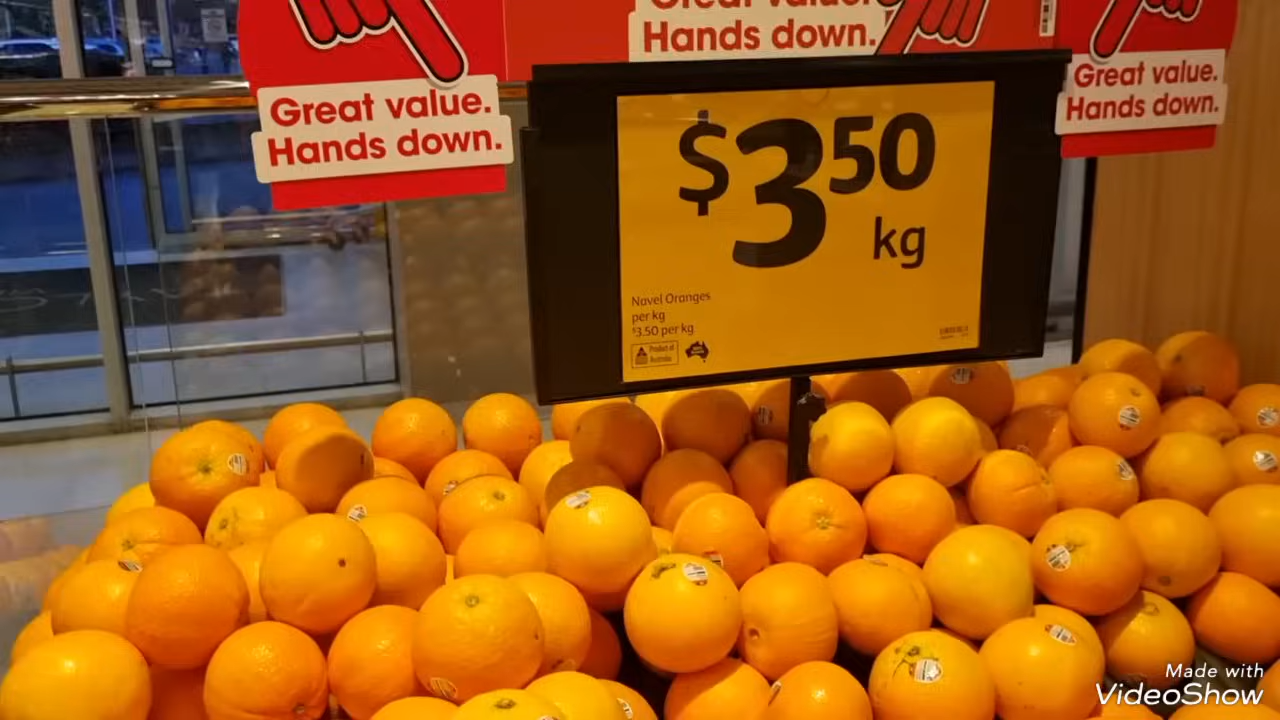 Great value.
Hands down.
Great value.
Hands down.
Great value.
Hands down.
$3.50
kg
Navel Oranges
per kg
$3.50 per kg
Product of
Australia
Made with
VideoShow